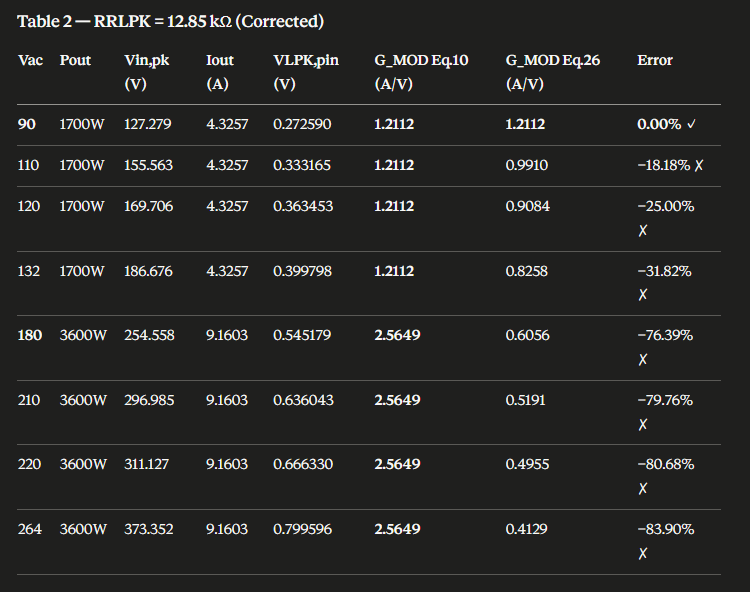 Table 2 — RRLPK = 12.85 kΩ (Corrected)
Vac Pout Vin,pk (V) Iout (A) VLPK,pin (V) G_MOD Eq.10 (A/V) G_MOD Eq.26 (A/V) Error
90 1700W 127.279 4.3257 0.272590 1.2112 1.2112 0.00% ✓
110 1700W 155.563 4.3257 0.333165 1.2112 0.9910 −18.18% ✗
120 1700W 169.706 4.3257 0.363453 1.2112 0.9084 −25.00% ✗
132 1700W 186.676 4.3257 0.399798 1.2112 0.8258 −31.82% ✗
180 3600W 254.558 9.1603 0.545179 2.5649 0.6056 −76.39% ✗
210 3600W 296.985 9.1603 0.636043 2.5649 0.5191 −79.76% ✗
220 3600W 311.127 9.1603 0.666330 2.5649 0.4955 −80.68% ✗
264 3600W 373.352 9.1603 0.799596 2.5649 0.4129 −83.90% ✗